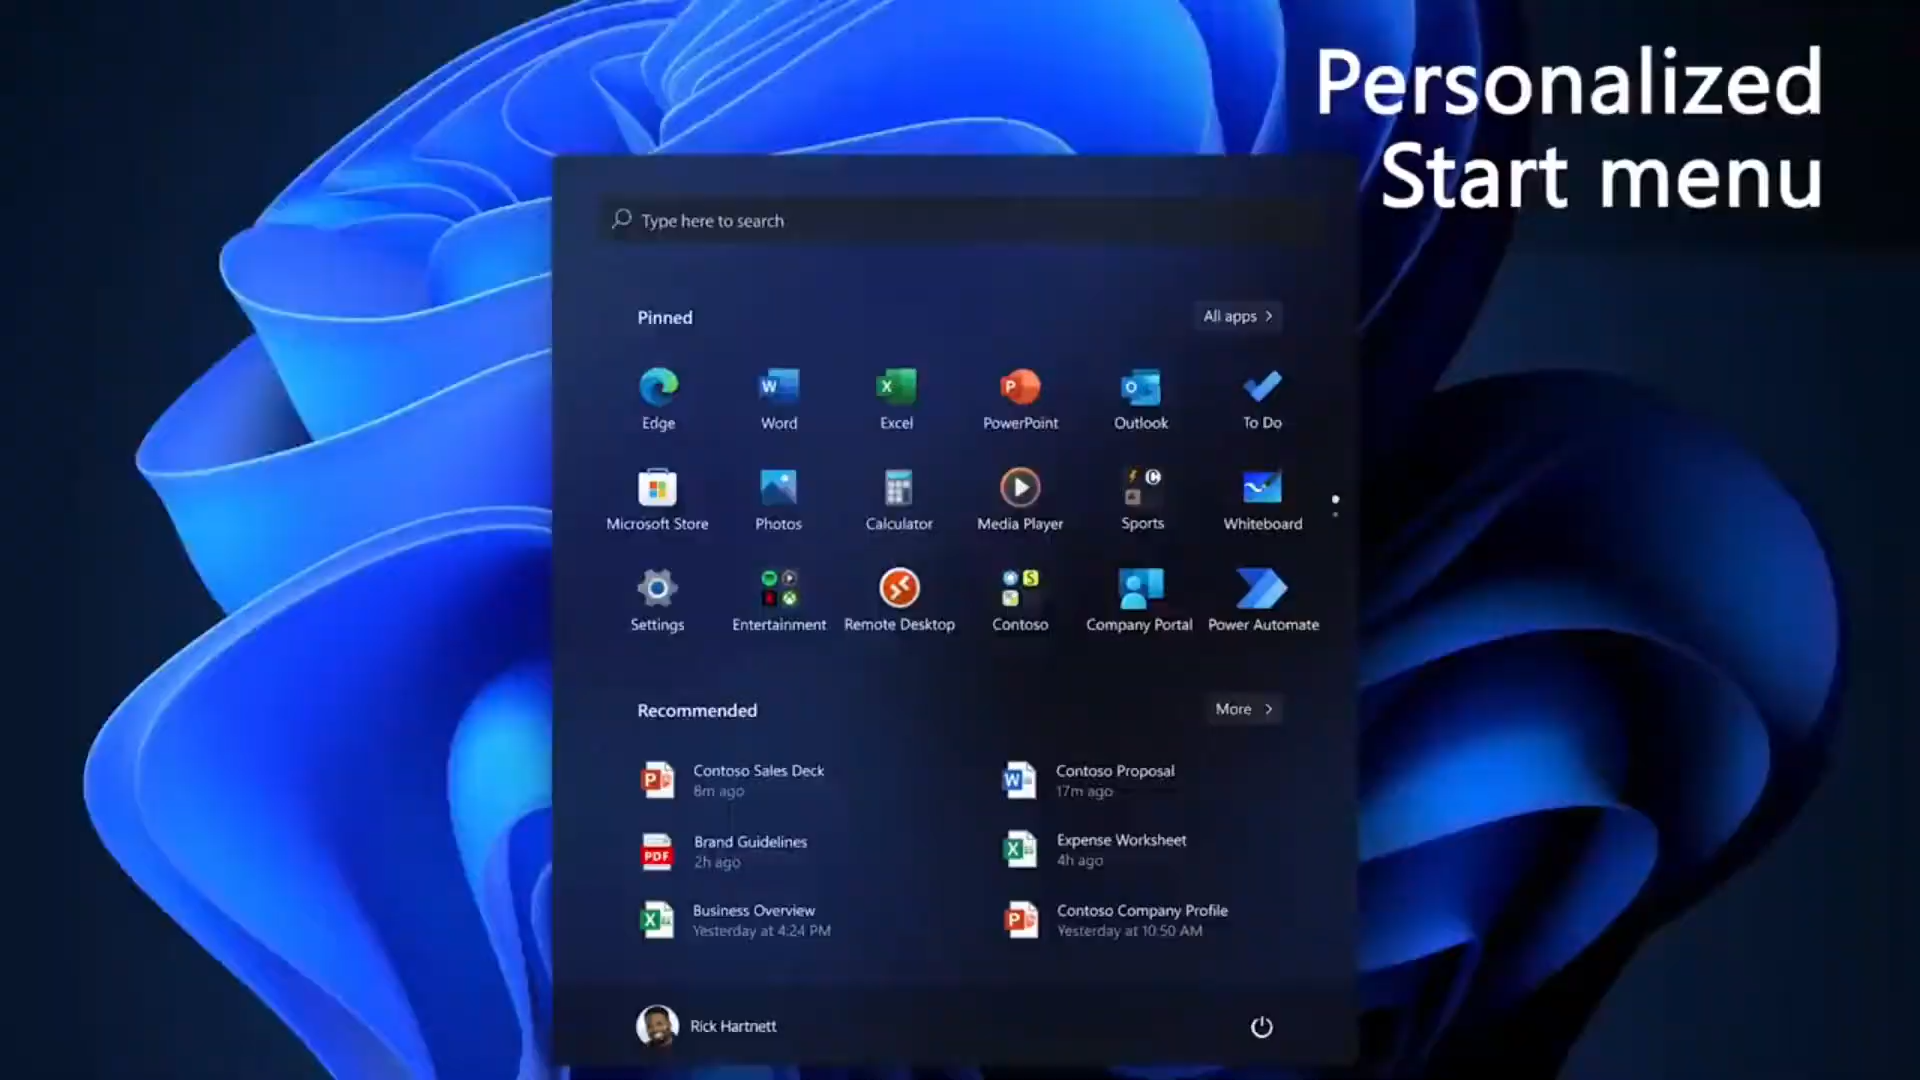 Personalized
Start menu
Type here to search
Pinned
All apps
Edge
Word
Excel
PowerPoint
Outlook
To Do
Microsoft Store
Photos
Calculator
Media Player
Sports
Whiteboard
Settings
Entertainment
Remote Desktop
Contoso
Company Portal
Power Automate
Recommended
More
Contoso Sales Deck
8m ago
Contoso Proposal
17m ago
Brand Guidelines
2h ago
Expense Worksheet
4h ago
Business Overview
Yesterday at 4:24 PM
Contoso Company Profile
Yesterday at 10:50 AM
PDF
Rick Hartnett